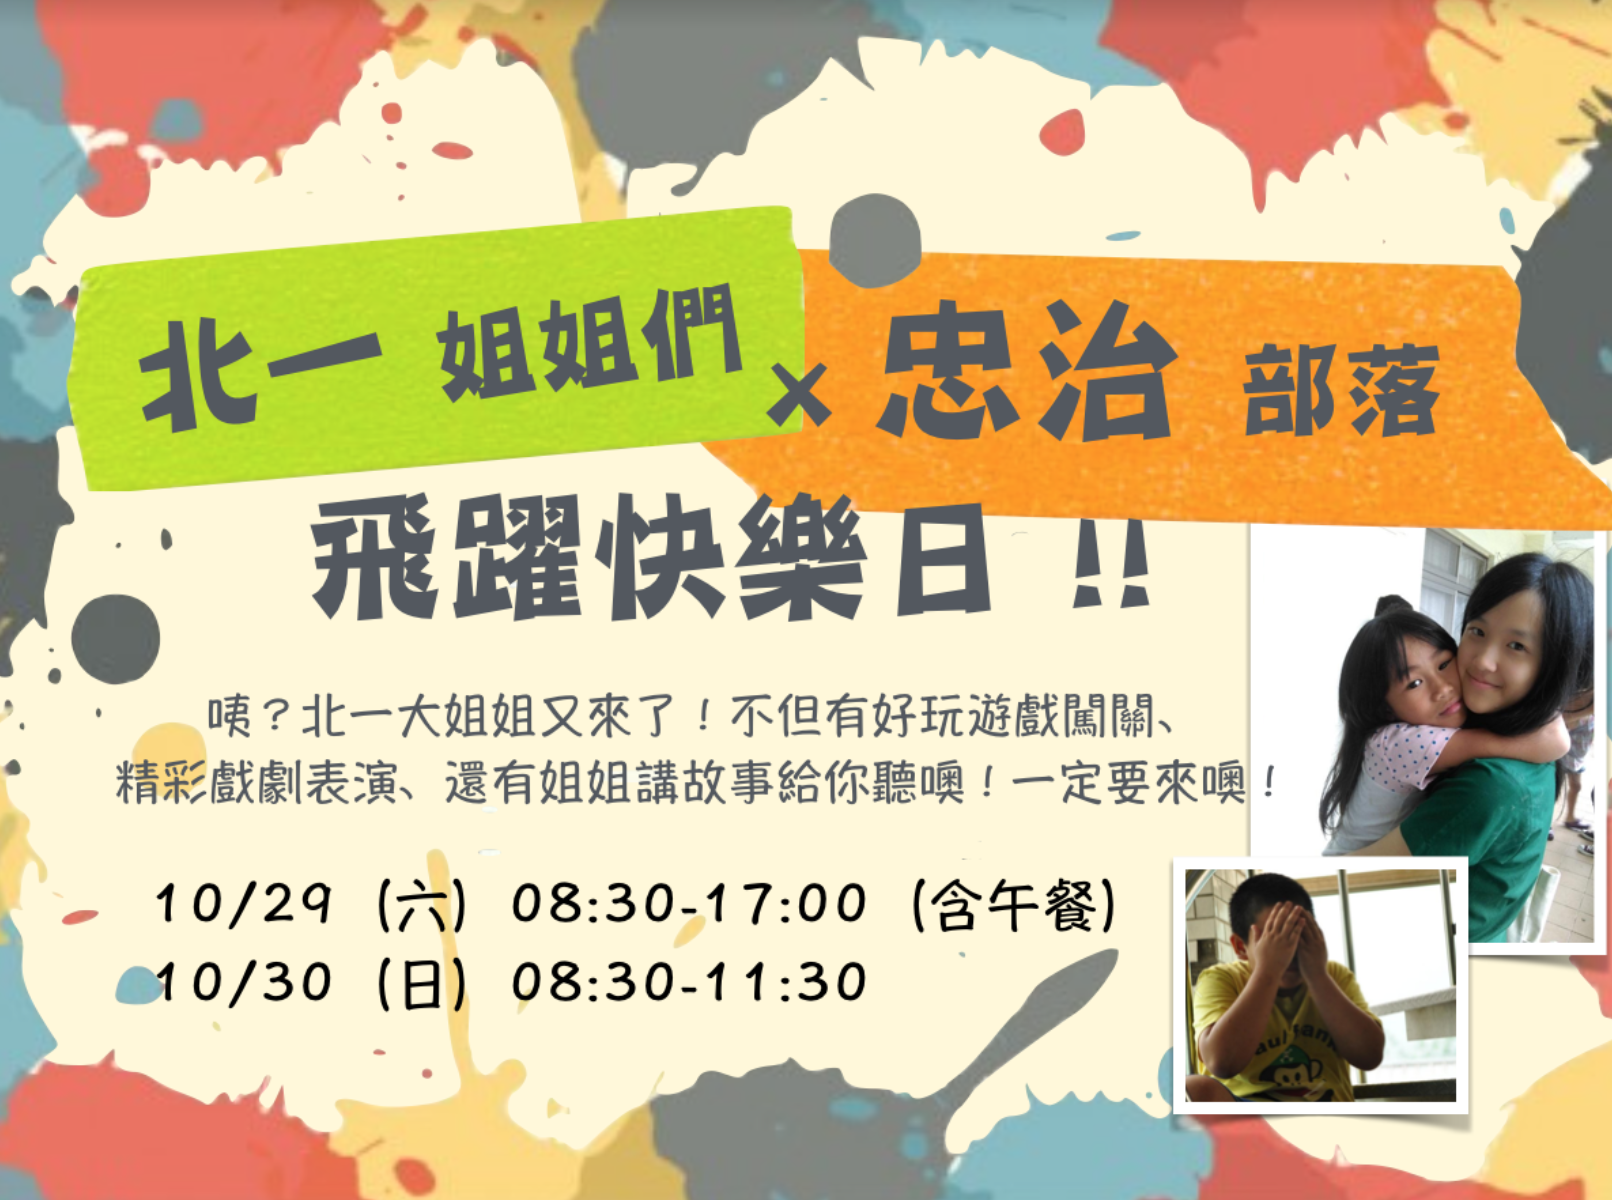 北一 姐姐們 × 忠治 部落
飛躍快樂日 !!
咦？北一大姐姐又來了！不但有好玩遊戲闖關、
精彩戲劇表演、還有姐姐講故事給你聽噢！一定要來噢！
10/29 (六) 08:30-17:00 (含午餐)
10/30 (日) 08:30-11:30